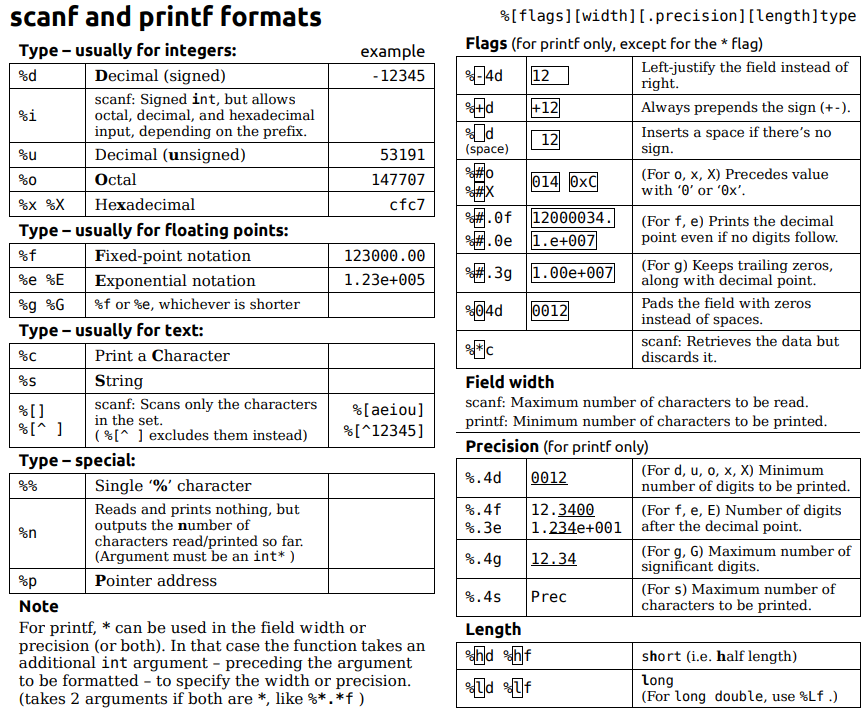 scanf and printf formats
%[flags][width][.precision][length]type
Type – usually for integers: example
%d Decimal (signed) -12345
%i scanf: Signed int, but allows
octal, decimal, and hexadecimal
input, depending on the prefix.
%u Decimal (unsigned) 53191
%o Octal 147707
%x %X Hexadecimal cfc7
Type – usually for floating points:
%f Fixed-point notation 123000.00
%e %E Exponential notation 1.23e+005
%g %G %f or %e, whichever is shorter
Type – usually for text:
%c Print a Character
%s String
%[] scanf: Scans only the characters %[aeiou]
%[^ ] in the set. %[^12345]
( %[^ ] excludes them instead)
Type – special:
%% Single ‘%’ character
%n Reads and prints nothing, but
outputs the number of
characters read/printed so far.
(Argument must be an int* )
%p Pointer address
Note
For printf, * can be used in the field width or
precision (or both). In that case the function takes an
additional int argument – preceding the argument
to be formatted – to specify the width or precision.
(takes 2 arguments if both are *, like %*.*f )
Flags (for printf only, except for the * flag)
%-4d 12 Left-justify the field instead of
right.
%+d +12 Always prepends the sign (+-).
% d 12 Inserts a space if there’s no
(space) sign.
%#o 014 0xC (For o, x, X) Precedes value
%#X with ‘0’ or ‘0x’.
%#.0f 12000034. (For f, e) Prints the decimal
%#.0e 1.e+007 point even if no digits follow.
%#.3g 1.00e+007 (For g) Keeps trailing zeros,
along with decimal point.
%04d 0012 Pads the field with zeros
instead of spaces.
%*c scanf: Retrieves the data but
discards it.
Field width
scanf: Maximum number of characters to be read.
printf: Minimum number of characters to be printed.
Precision (for printf only)
%.4d 0012 (For d, u, o, x, X) Minimum
number of digits to be printed.
%.4f 12.3400 (For f, e, E) Number of digits
%.3e 1.234e+001 after the decimal point.
%.4g 12.34 (For g, G) Maximum number of
significant digits.
%.4s Prec (For s) Maximum number of
characters to be printed.
Length
%hd %hf short (i.e. half length)
%ld %lf long
(For long double, use %Lf .)